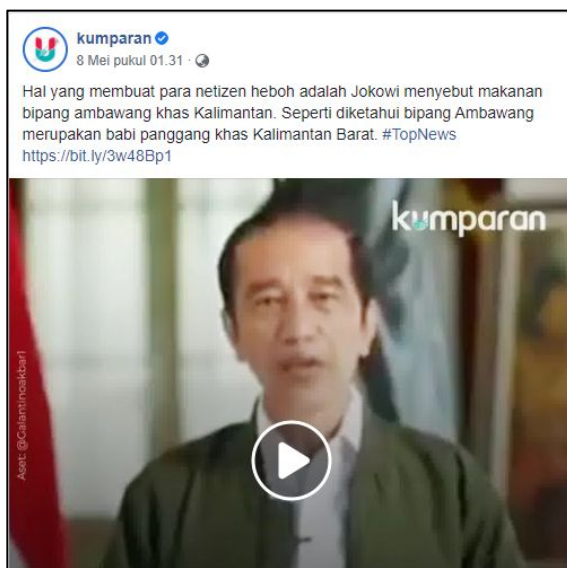 kumparan
8 Mei pukul 01.31 ·
Hal yang membuat para netizen heboh adalah Jokowi menyebut makanan
bipang ambawang khas Kalimantan. Seperti diketahui bipang Ambawang
merupakan babi panggang khas Kalimantan Barat. #TopNews
https://bit.ly/3w48Bp1
kumparan
Aset: @Galantinoakbar1